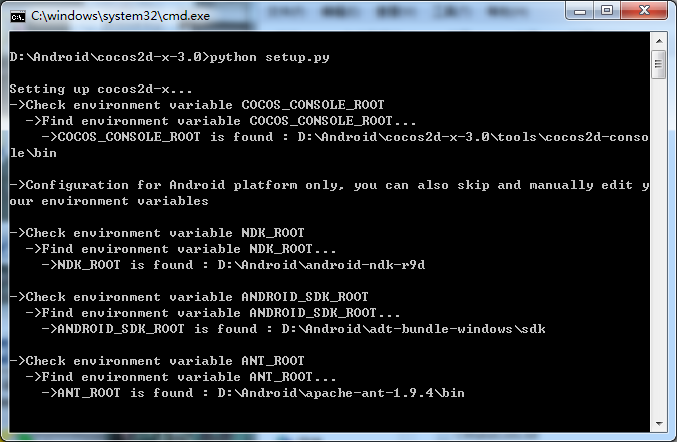 C:\windows\system32\cmd.exe
D:\Android\cocos2d-x-3.0>python setup.py
Setting up cocos2d-x...
->Check environment variable COCOS_CONSOLE_ROOT
->Find environment variable COCOS_CONSOLE_ROOT...
->COCOS_CONSOLE_ROOT is found : D:\Android\cocos2d-x-3.0\tools\cocos2d-conso
le\bin
->Configuration for Android platform only, you can also skip and manually edit y
our environment variables
->Check environment variable NDK_ROOT
->Find environment variable NDK_ROOT...
->NDK_ROOT is found : D:\Android\android-ndk-r9d
->Check environment variable ANDROID_SDK_ROOT
->Find environment variable ANDROID_SDK_ROOT...
->ANDROID_SDK_ROOT is found : D:\Android\adt-bundle-windows\sdk
->Check environment variable ANT_ROOT
->Find environment variable ANT_ROOT...
->ANT_ROOT is found : D:\Android\apache-ant-1.9.4\bin